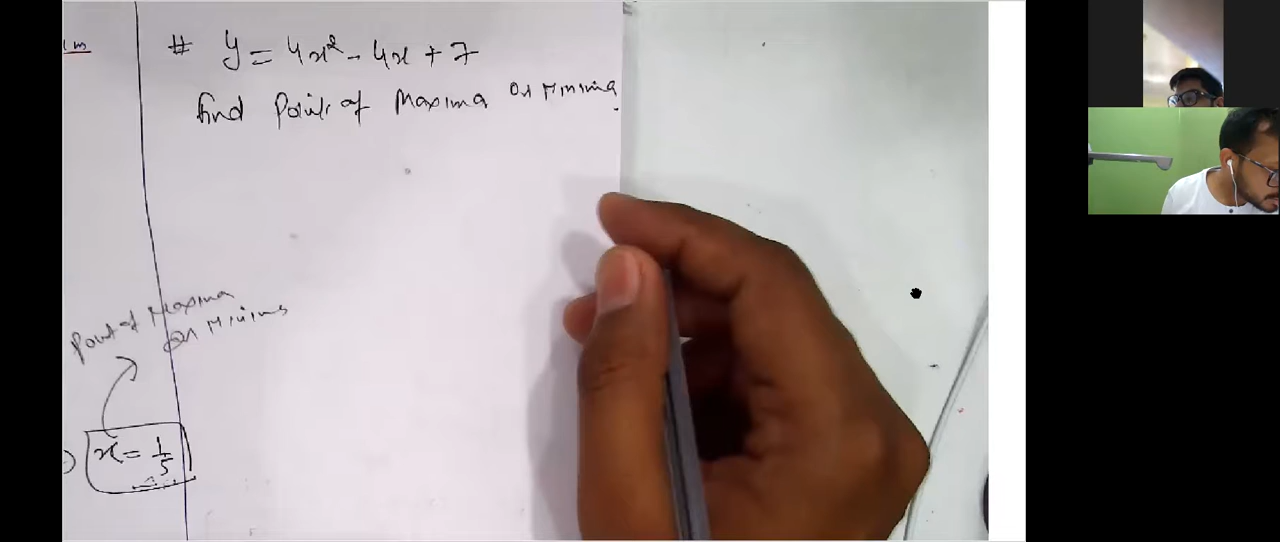 # y = 4x² - 4x + 7
find Point of Maxima or Minima
Point of Maxima
or Minima
x = 1/5